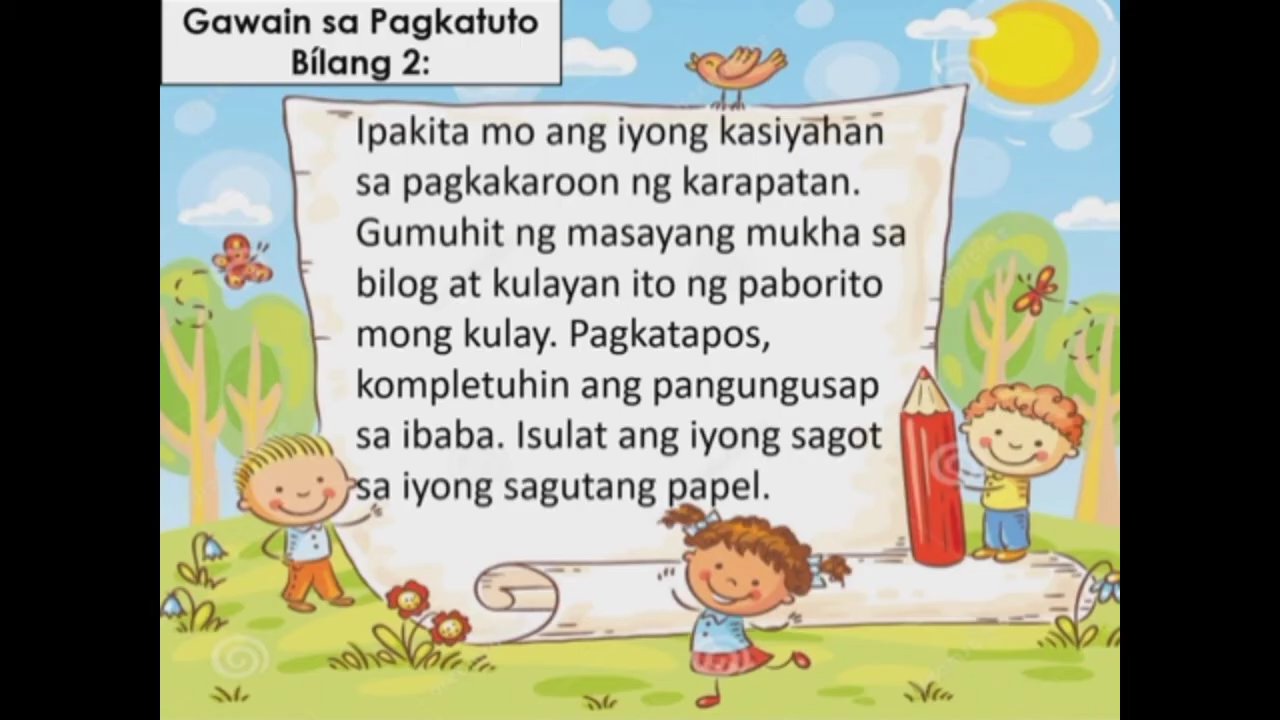 Gawain sa Pagkatuto
Bílang 2:
Ipakita mo ang iyong kasiyahan
sa pagkakaroon ng karapatan.
Gumuhit ng masayang mukha sa
bilog at kulayan ito ng paborito
mong kulay. Pagkatapos,
kompletuhin ang pangungusap
sa ibaba. Isulat ang iyong sagot
sa iyong sagutang papel.